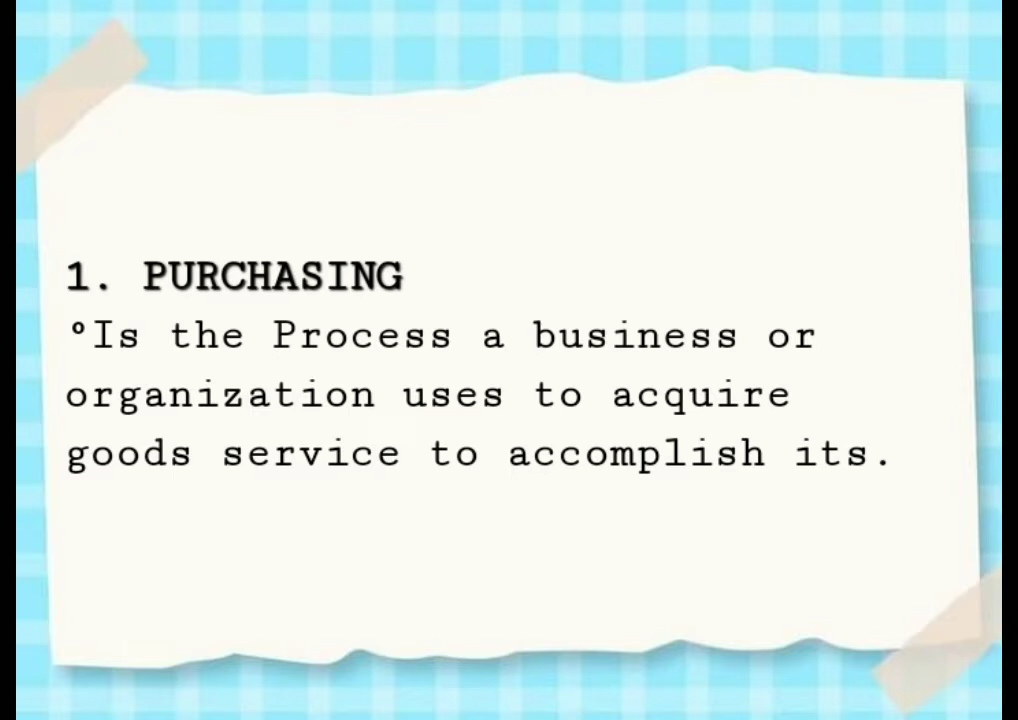 1. PURCHASING
°Is the Process a business or
organization uses to acquire
goods service to accomplish its.